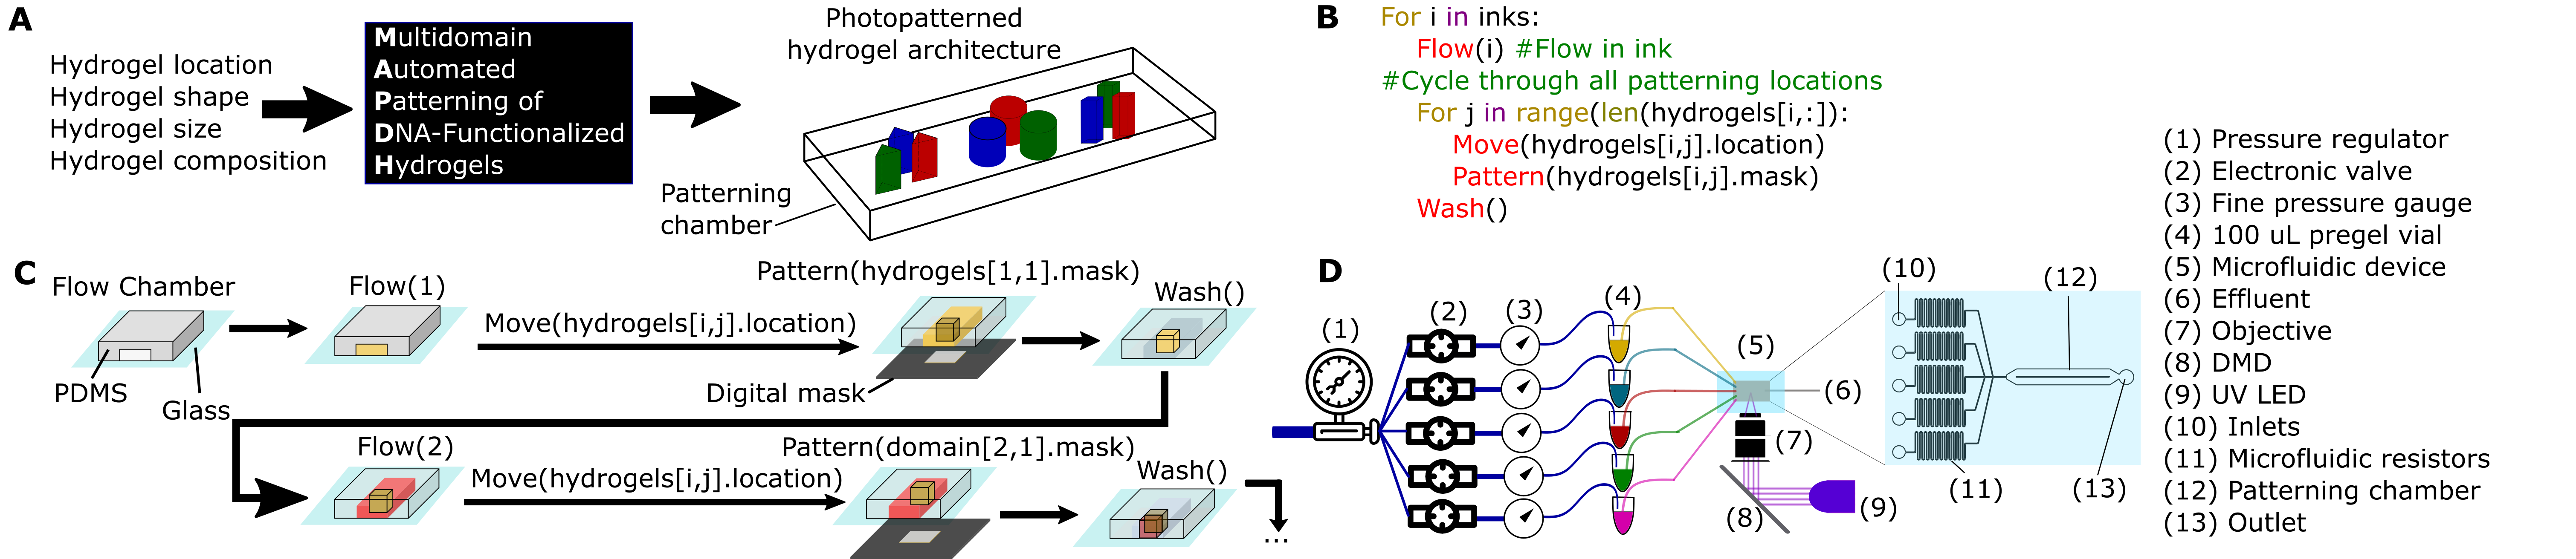 A
Hydrogel location
Hydrogel shape
Hydrogel size
Hydrogel composition
Multidomain
Automated
Patterning of
DNA-Functionalized
Hydrogels
Photopatterned
hydrogel architecture
Patterning
chamber
B
For i in inks:
Flow(i) #Flow in ink
#Cycle through all patterning locations
For j in range(len(hydrogels[i,:]):
Move(hydrogels[i,j].location)
Pattern(hydrogels[i,j].mask)
Wash()
C
Flow Chamber
PDMS
Glass
Flow(1)
Move(hydrogels[i,j].location)
Pattern(hydrogels[1,1].mask)
Digital mask
Wash()
Flow(2)
Move(hydrogels[i,j].location)
Pattern(domain[2,1].mask)
Wash()
...
D
(1)
(2)
(3)
(4)
(5)
(6)
(7)
(8)
(9)
(10)
(11)
(12)
(13)
(1) Pressure regulator
(2) Electronic valve
(3) Fine pressure gauge
(4) 100 uL pregel vial
(5) Microfluidic device
(6) Effluent
(7) Objective
(8) DMD
(9) UV LED
(10) Inlets
(11) Microfluidic resistors
(12) Patterning chamber
(13) Outlet